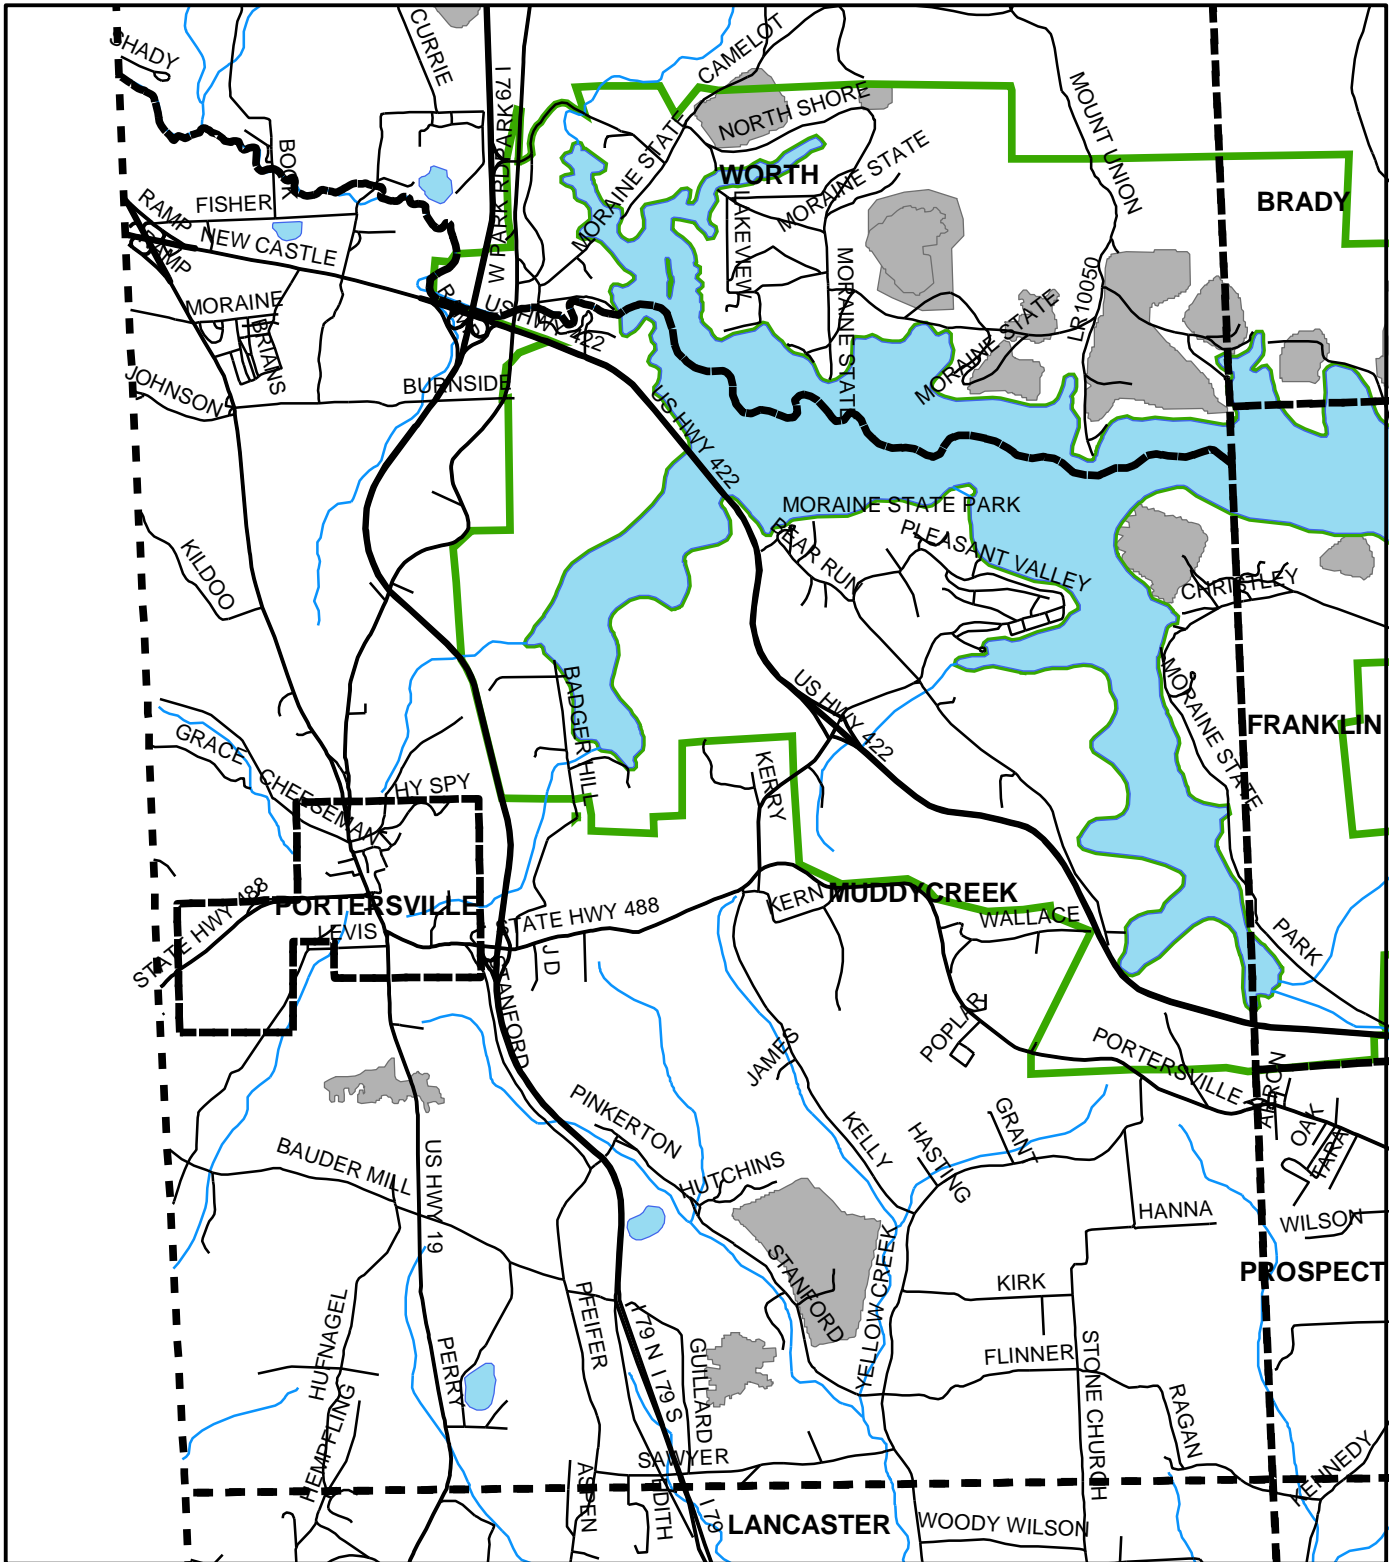 SHADY
CURRIE
I 79
W PARK RD
PARK
CAMELOT
NORTH SHORE
MORAINE STATE
WORTH
MORAINE STATE
LAKEVIEW
MORAINE STATE
MOUNT UNION
BRADY
BOOK
FISHER
RAMP
RAMP
NEW CASTLE
MORAINE
BRIANS
JOHNSON
BURNSIDE
RAMP
US HWY 422
LR10050
MORAINE STATE
US HWY 422
MORAINE STATE PARK
BEAR RUN
PLEASANT VALLEY
CHRISTLEY
KILDOO
BADGER HILL
US HWY 422
MORAINE STATE
FRANKLIN
GRACE
CHEESEMAN
HY SPY
KERRY
STATE HWY 488
PORTERSVILLE
LEVIS
STATE HWY 488
J D
KERN
MUDDYCREEK
WALLACE
PARK
STANFORD
POPLAR
JAMES
PORTERSVILLE
ARRON
OAK
TARA
PINKERTON
KELLY
HASTING
GRANT
BAUDER MILL
US HWY 19
HUTCHINS
HANNA
WILSON
STANFORD
YELLOW CREEK
KIRK
PROSPECT
HUFNAGEL
PERRY
PFEIFER
I 79 N
I 79 S
GUILLARD
FLINNER
STONE CHURCH
RAGAN
HEMPFLING
SAWYER
ASPEN
EDITH
I 79
LANCASTER
WOODY WILSON
KENNEDY